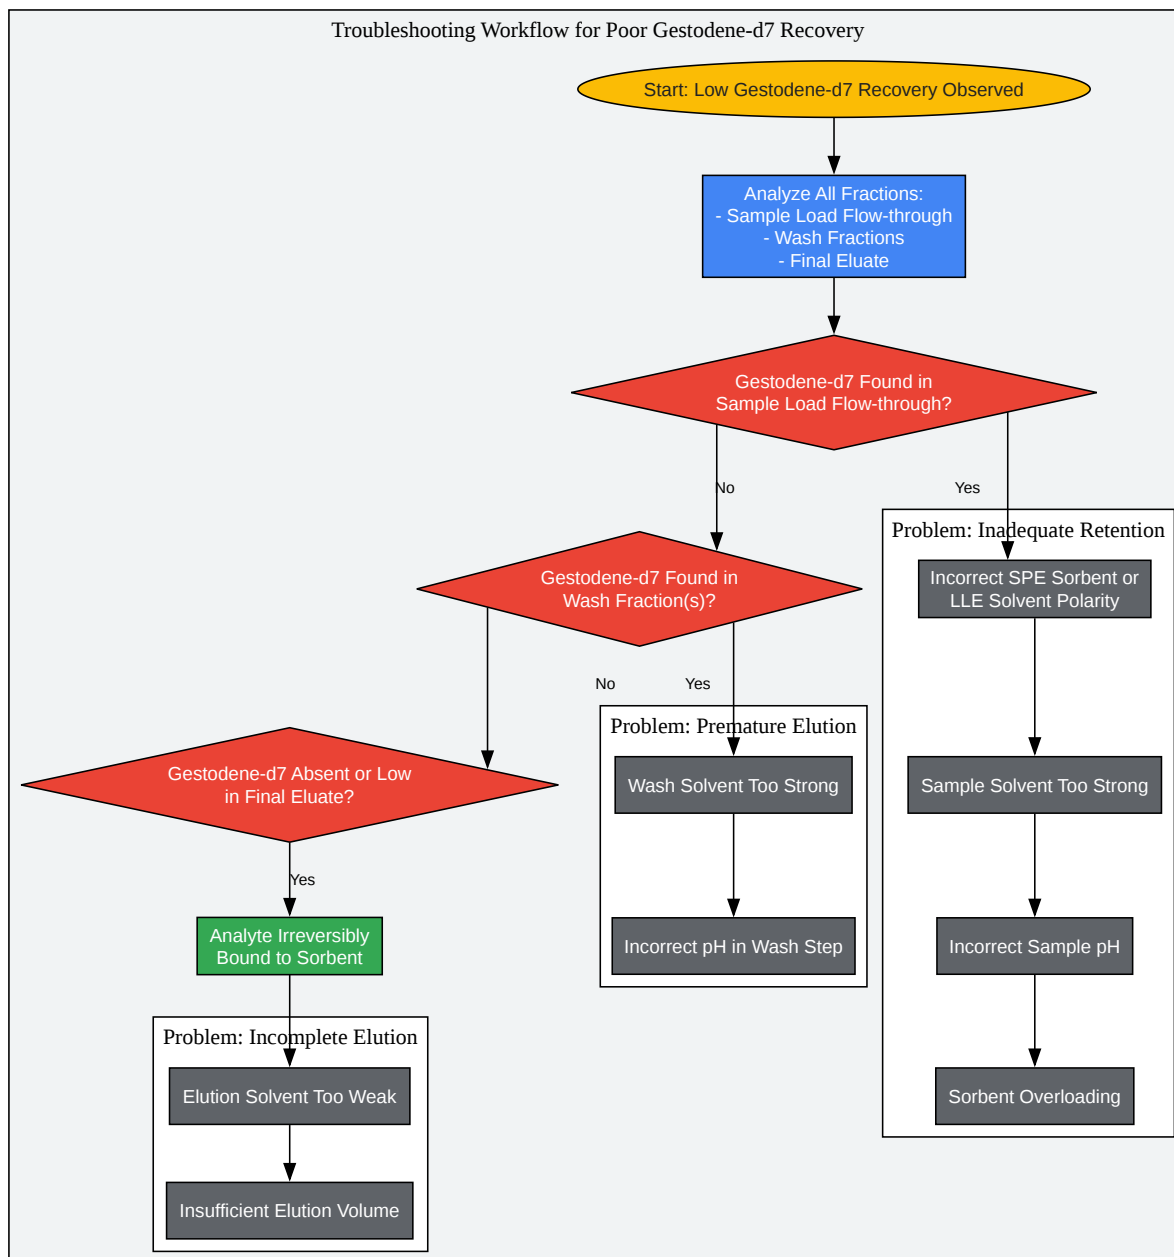 Troubleshooting Workflow for Poor Gestodene-d7 Recovery
Start: Low Gestodene-d7 Recovery Observed
Analyze All Fractions:
- Sample Load Flow-through
- Wash Fractions
- Final Eluate
Gestodene-d7 Found in
Sample Load Flow-through?
No
Yes
Problem: Inadequate Retention
Incorrect SPE Sorbent or
LLE Solvent Polarity
Gestodene-d7 Found in
Wash Fraction(s)?
No
Yes
Problem: Premature Elution
Wash Solvent Too Strong
Sample Solvent Too Strong
Gestodene-d7 Absent or Low
in Final Eluate?
Yes
Analyte Irreversibly
Bound to Sorbent
Incorrect pH in Wash Step
Incorrect Sample pH
Problem: Incomplete Elution
Elution Solvent Too Weak
Sorbent Overloading
Insufficient Elution Volume